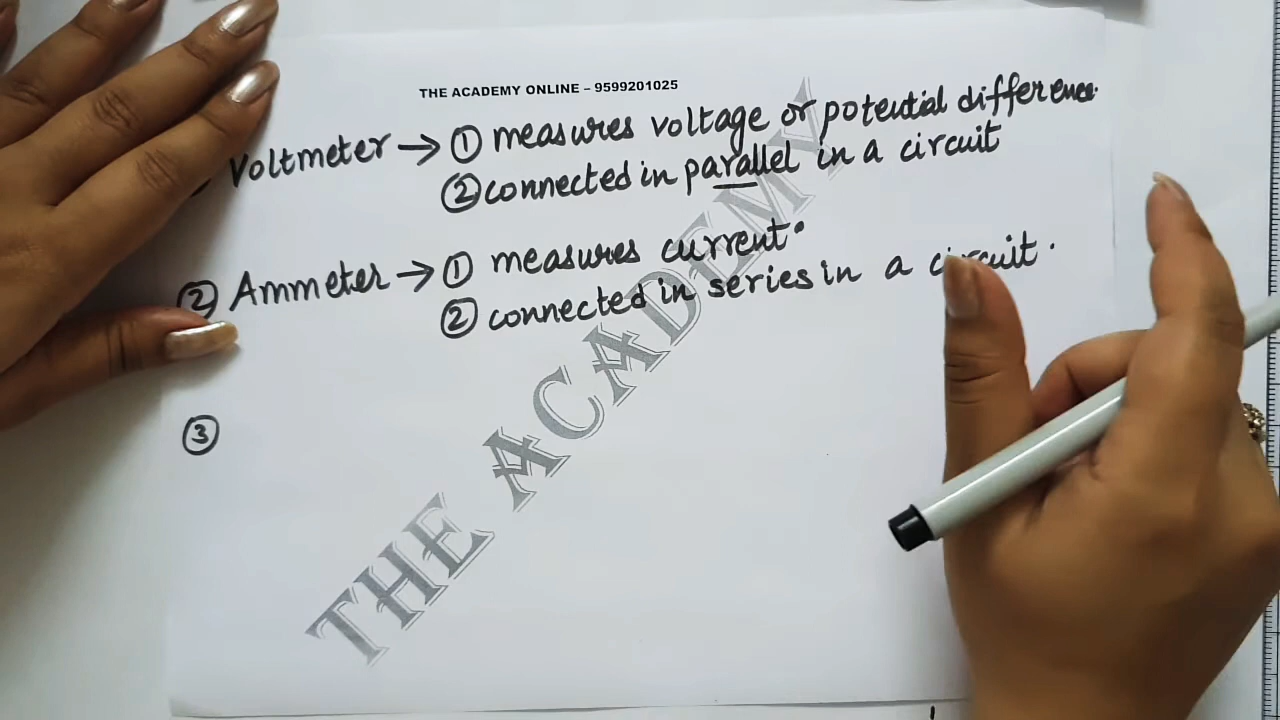 THE ACADEMY ONLINE – 9599201025
Voltmeter → ① measures voltage or potential difference.
② connected in parallel in a circuit
② Ammeter → ① measures current.
② connected in series in a circuit.
③
THE ACADEMY